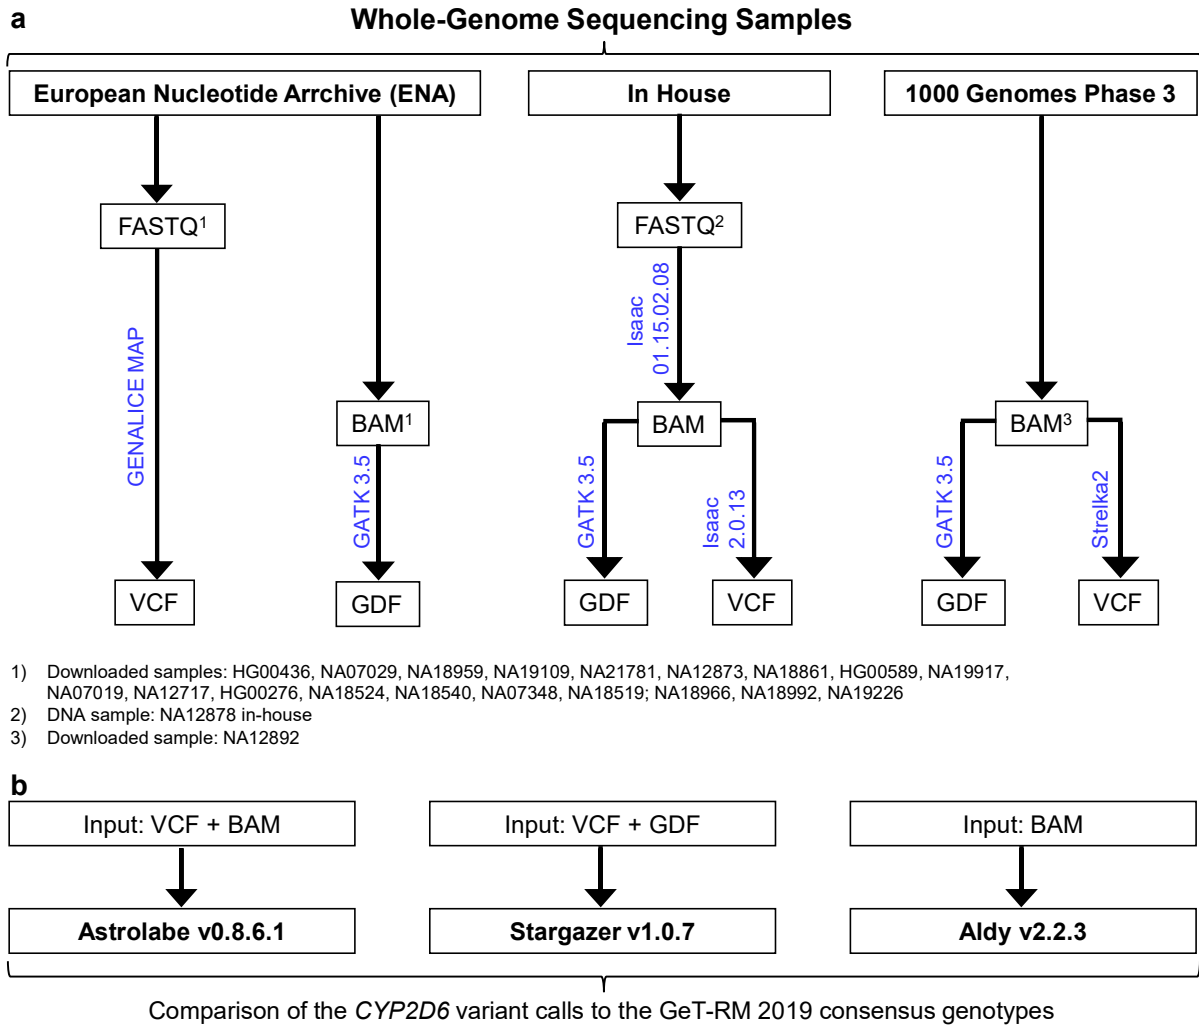 a
Whole-Genome Sequencing Samples
European Nucleotide Arrchive (ENA)
In House
1000 Genomes Phase 3
FASTQ¹
FASTQ²
GENALICE MAP
Isaac
01.15.02.08
BAM¹
BAM
BAM³
GATK 3.5
GATK 3.5
Isaac
2.0.13
GATK 3.5
Strelka2
VCF
GDF
GDF
VCF
GDF
VCF
1) Downloaded samples: HG00436, NA07029, NA18959, NA19109, NA21781, NA12873, NA18861, HG00589, NA19917,
NA07019, NA12717, HG00276, NA18524, NA18540, NA07348, NA18519; NA18966, NA18992, NA19226
2) DNA sample: NA12878 in-house
3) Downloaded sample: NA12892
b
Input: VCF + BAM
Input: VCF + GDF
Input: BAM
Astrolabe v0.8.6.1
Stargazer v1.0.7
Aldy v2.2.3
Comparison of the CYP2D6 variant calls to the GeT-RM 2019 consensus genotypes